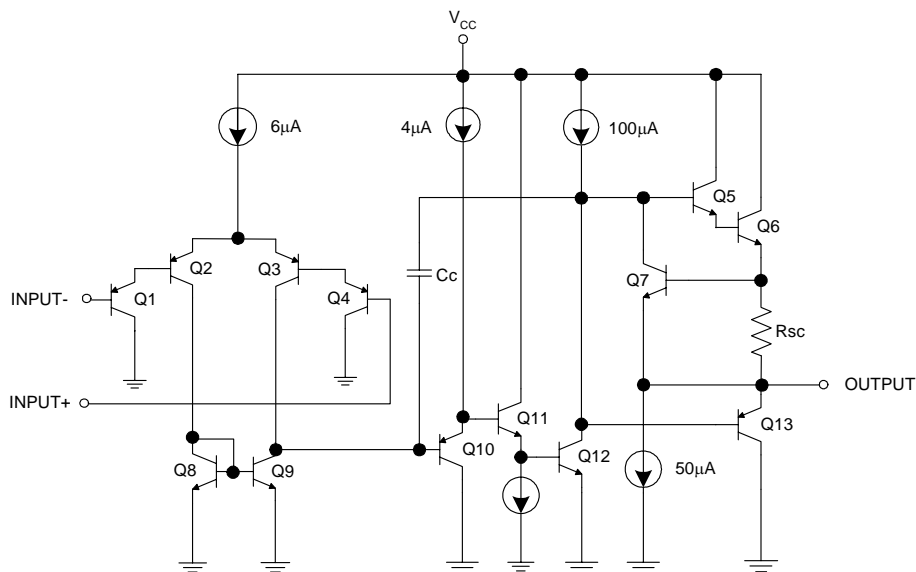 VCC
6μA
4μA
100μA
Q5
Q6
Q2
Q3
Cc
Q7
INPUT-
Q1
Q4
Rsc
OUTPUT
INPUT+
Q11
Q13
Q10
Q12
Q8
Q9
50μA